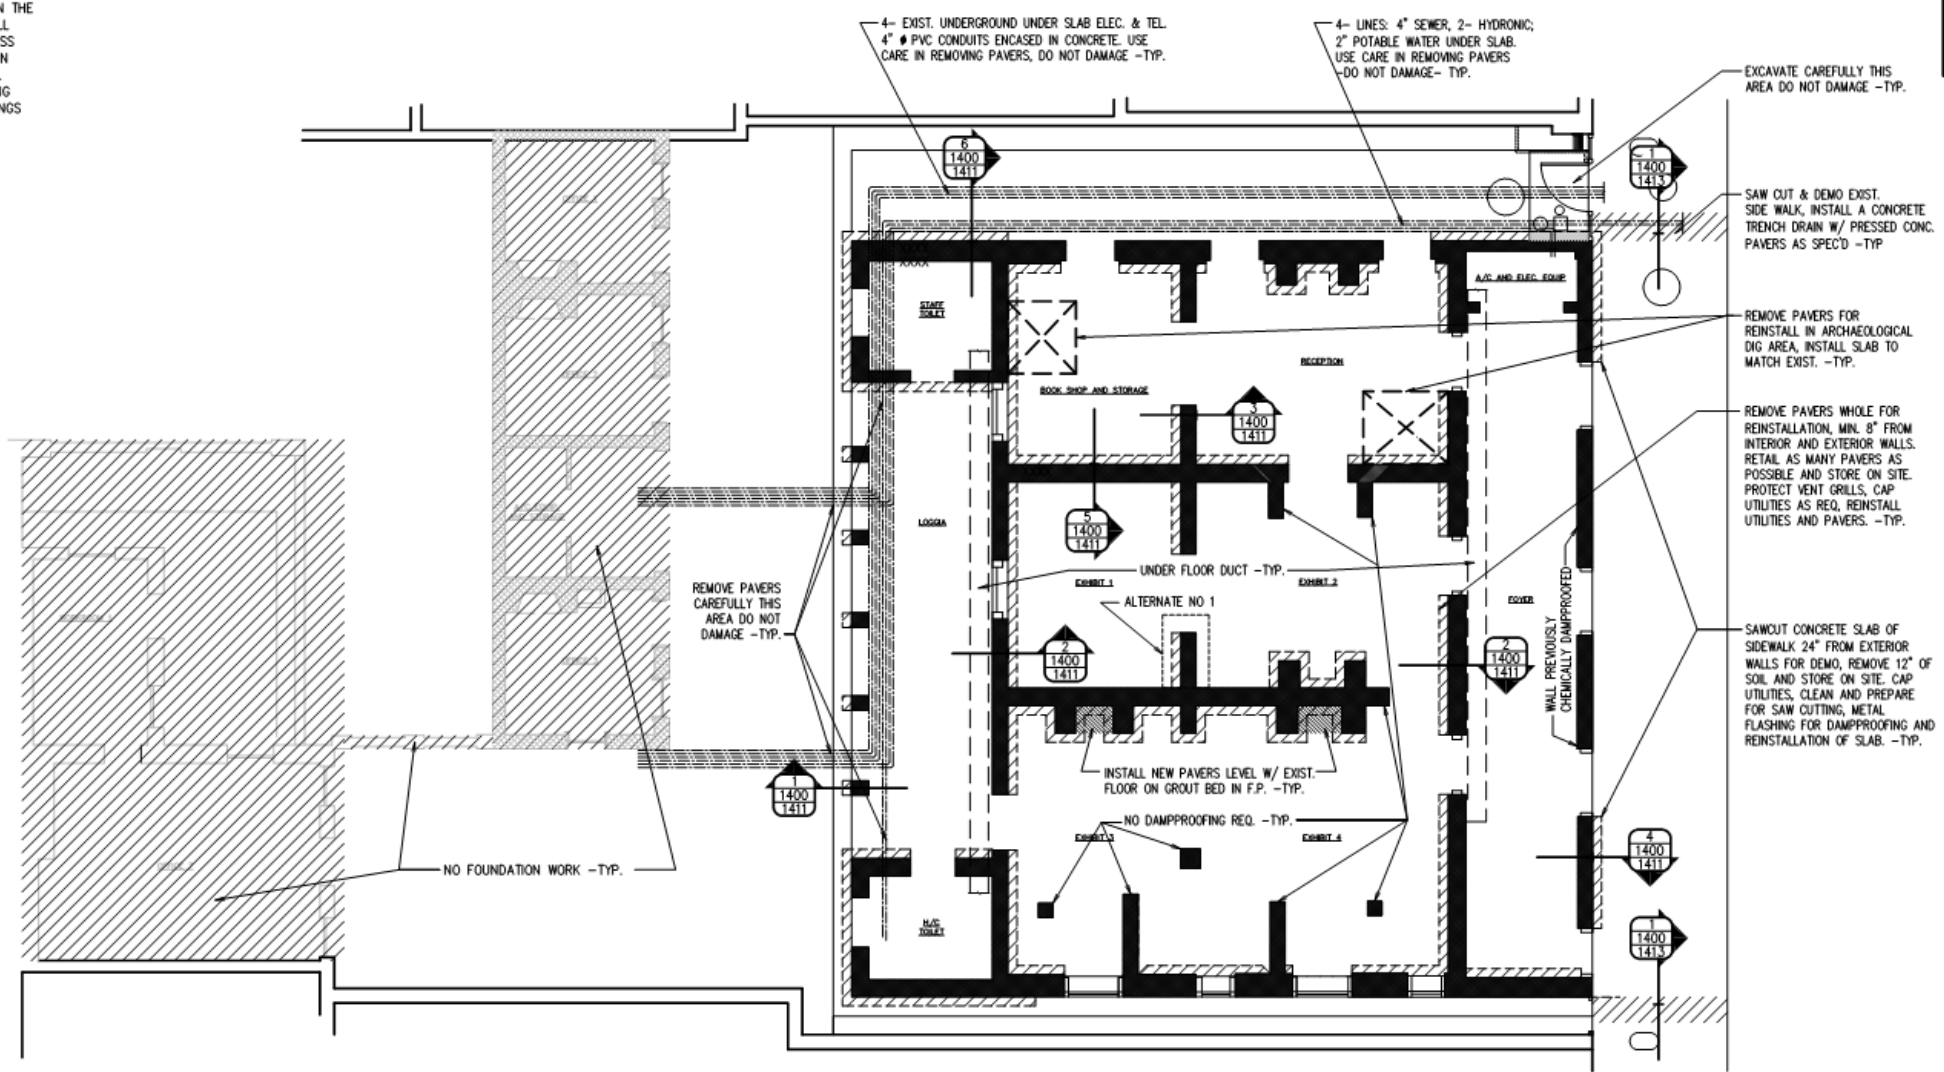 N THE
LL
SS
N
NG
NGS
4- EXIST. UNDERGROUND UNDER SLAB ELEC. & TEL.
4" ø PVC CONDUITS ENCASED IN CONCRETE. USE
CARE IN REMOVING PAVERS, DO NOT DAMAGE -TYP.
4- LINES: 4" SEWER, 2- HYDRONIC;
2" POTABLE WATER UNDER SLAB.
USE CARE IN REMOVING PAVERS
-DO NOT DAMAGE- TYP.
EXCAVATE CAREFULLY THIS
AREA DO NOT DAMAGE -TYP.
6
1400
1411
1
1400
1413
SAW CUT & DEMO EXIST.
SIDE WALK, INSTALL A CONCRETE
TRENCH DRAIN W/ PRESSED CONC.
PAVERS AS SPEC'D -TYP
XXXX
XXXX
STAFF
TOILET
A/C AND ELEC. EQUIP
REMOVE PAVERS FOR
REINSTALL IN ARCHAEOLOGICAL
DIG AREA, INSTALL SLAB TO
MATCH EXIST. -TYP.
RECEPTION
BOOK SHOP AND STORAGE
3
1400
1411
REMOVE PAVERS WHOLE FOR
REINSTALLATION, MIN. 8" FROM
INTERIOR AND EXTERIOR WALLS.
RETAIL AS MANY PAVERS AS
POSSIBLE AND STORE ON SITE.
PROTECT VENT GRILLS, CAP
UTILITIES AS REQ, REINSTALL
UTILITIES AND PAVERS. -TYP.
LOGGIA
5
1400
1411
UNDER FLOOR DUCT -TYP.
EXHIBIT 1
EXHIBIT 2
ALTERNATE NO 1
FOYER
WALL PREVIOUSLY
CHEMICALLY DAMPPROOFED
REMOVE PAVERS
CAREFULLY THIS
AREA DO NOT
DAMAGE -TYP.
2
1400
1411
2
1400
1411
SAWCUT CONCRETE SLAB OF
SIDEWALK 24" FROM EXTERIOR
WALLS FOR DEMO, REMOVE 12" OF
SOIL AND STORE ON SITE. CAP
UTILITIES, CLEAN AND PREPARE
FOR SAW CUTTING, METAL
FLASHING FOR DAMPPROOFING AND
REINSTALLATION OF SLAB. -TYP.
1
1400
1411
INSTALL NEW PAVERS LEVEL W/ EXIST.
FLOOR ON GROUT BED IN F.P. -TYP.
NO DAMPPROOFING REQ. -TYP.
EXHIBIT 3
EXHIBIT 4
4
1400
1411
NO FOUNDATION WORK -TYP.
H/C
TOILET
1
1400
1413